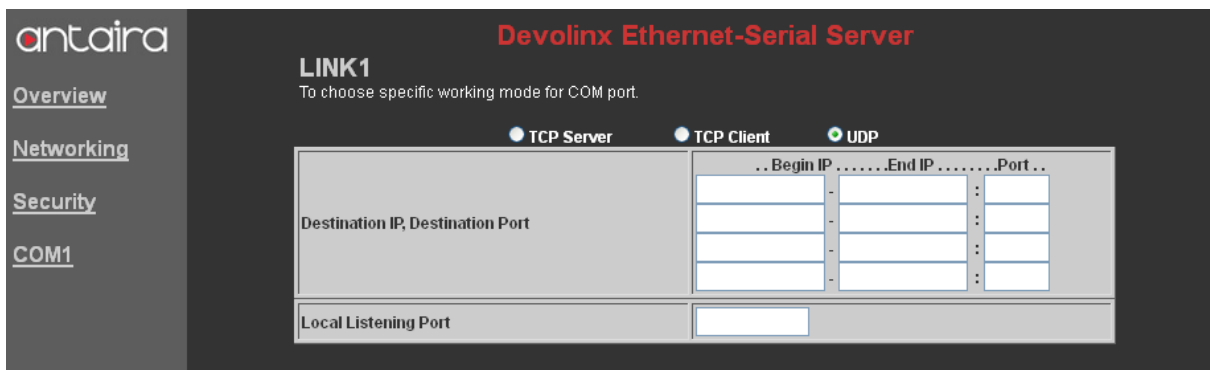 antaira
Devolinx Ethernet-Serial Server
LINK1
To choose specific working mode for COM port.
Overview
Networking
Security
COM1
TCP Server TCP Client UDP
. . Begin IP . . . . . . . End IP . . . . . . . . Port . .
- :
- :
Destination IP, Destination Port
- :
- :
Local Listening Port